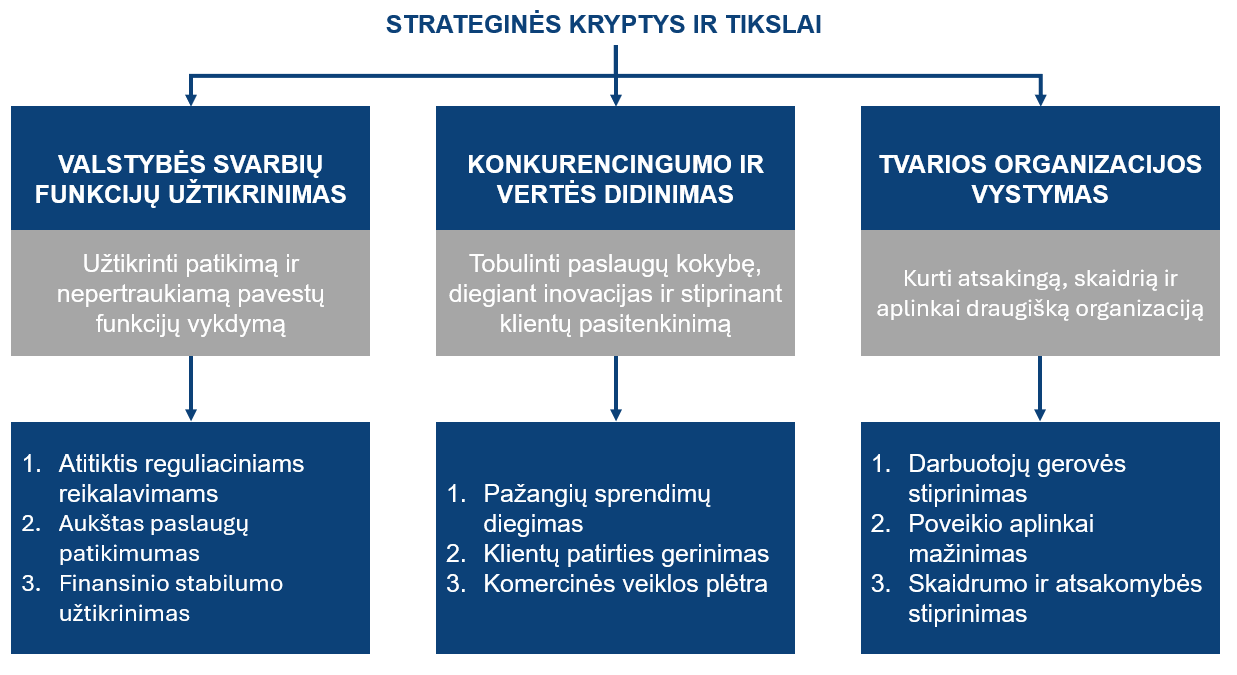 STRATEGINĖS KRYPTYS IR TIKSLAI
VALSTYBĖS SVARBIŲ
FUNKCIJŲ UŽTIKRINIMAS
Užtikrinti patikimą ir
nepertraukiamą pavestų
funkcijų vykdymą
1. Atitiktis reguliaciniams
reikalavimams
2. Aukštas paslaugų
patikimumas
3. Finansinio stabilumo
užtikrinimas
KONKURENCINGUMO IR
VERTĖS DIDINIMAS
Tobulinti paslaugų kokybę,
diegiant inovacijas ir stiprinant
klientų pasitenkinimą
1. Pažangių sprendimų
diegimas
2. Klientų patirties gerinimas
3. Komercinės veiklos plėtra
TVARIOS ORGANIZACIJOS
VYSTYMAS
Kurti atsakingą, skaidrią ir
aplinkai draugišką organizaciją
1. Darbuotojų gerovės
stiprinimas
2. Poveikio aplinkai
mažinimas
3. Skaidrumo ir atsakomybės
stiprinimas